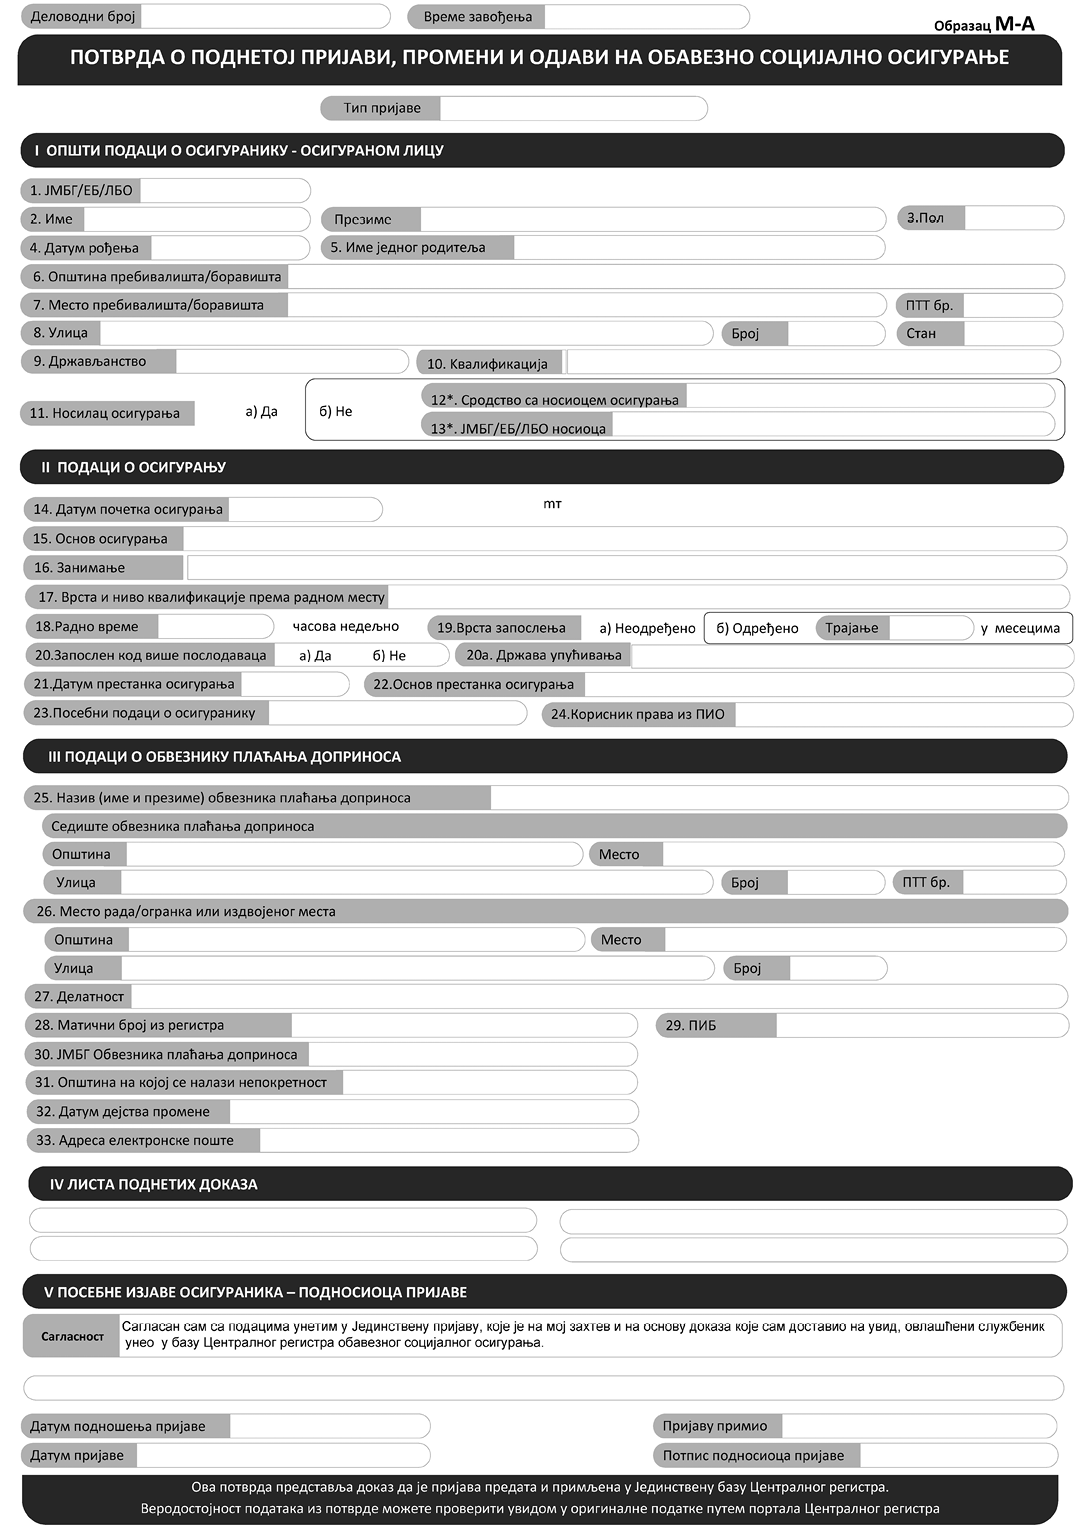 Деловодни број
Време завођења
Образац М-А
ПОТВРДА О ПОДНЕТОЈ ПРИЈАВИ, ПРОМЕНИ И ОДЈАВИ НА ОБАВЕЗНО СОЦИЈАЛНО ОСИГУРАЊЕ
Тип пријаве
I ОПШТИ ПОДАЦИ О ОСИГУРАНИКУ - ОСИГУРАНОМ ЛИЦУ
1. ЈМБГ/ЕБ/ЛБО
2. Име Презиме 3.Пол
4. Датум рођења 5. Име једног родитеља
6. Општина пребивалишта/боравишта
7. Место пребивалишта/боравишта ПТТ бр.
8. Улица Број Стан
9. Држављанство 10. Квалификација
12*. Сродство са носиоцем осигурања
11. Носилац осигурања а) Да б) Не
13*. ЈМБГ/ЕБ/ЛБО носиоца
II ПОДАЦИ О ОСИГУРАЊУ
14. Датум почетка осигурања mт
15. Основ осигурања
16. Занимање
17. Врста и ниво квалификације према радном месту
18.Радно време часова недељно 19.Врста запослења а) Неодређено б) Одређено Трајање у месецима
20.Запослен код више послодаваца а) Да б) Не 20а. Држава упућивања
21.Датум престанка осигурања 22.Основ престанка осигурања
23.Посебни подаци о осигуранику 24.Корисник права из ПИО
III ПОДАЦИ О ОБВЕЗНИКУ ПЛАЋАЊА ДОПРИНОСА
25. Назив (име и презиме) обвезника плаћања доприноса
Седиште обвезника плаћања доприноса
Општина Место
Улица Број ПТТ бр.
26. Место рада/огранка или издвојеног места
Општина Место
Улица Број
27. Делатност
28. Матични број из регистра 29. ПИБ
30. ЈМБГ Обвезника плаћања доприноса
31. Општина на којој се налази непокретност
32. Датум дејства промене
33. Адреса електронске поште
IV ЛИСТА ПОДНЕТИХ ДОКАЗА
V ПОСЕБНЕ ИЗЈАВЕ ОСИГУРАНИКА – ПОДНОСИОЦА ПРИЈАВЕ
Сагласност
Сагласан сам са подацима унетим у Јединствену пријаву, које је на мој захтев и на основу доказа које сам доставио на увид, овлашћени службеник
унео у базу Централног регистра обавезног социјалног осигурања.
Датум подношења пријаве Пријаву примио
Датум пријаве Потпис подносиоца пријаве
Ова потврда представља доказ да је пријава предата и примљена у Јединствену базу Централног регистра.
Веродостојност података из потврде можете проверити увидом у оригиналне податке путем портала Централног регистра